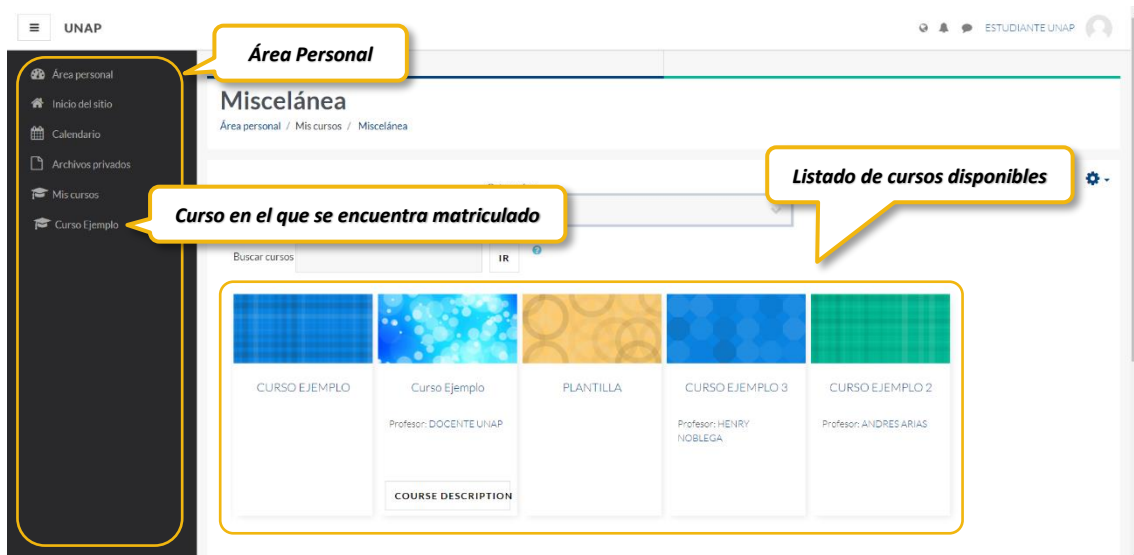 UNAP
ESTUDIANTE UNAP
Área Personal
Área personal
Inicio del sitio
Calendario
Archivos privados
Mis cursos
Curso Ejemplo
Miscelánea
Área personal / Mis cursos / Miscelánea
Listado de cursos disponibles
Curso en el que se encuentra matriculado
Buscar cursos
IR
CURSO EJEMPLO
Curso Ejemplo
Profesor: DOCENTE UNAP
COURSE DESCRIPTION
PLANTILLA
CURSO EJEMPLO 3
Profesor: HENRY
NOBLEGA
CURSO EJEMPLO 2
Profesor: ANDRES ARIAS